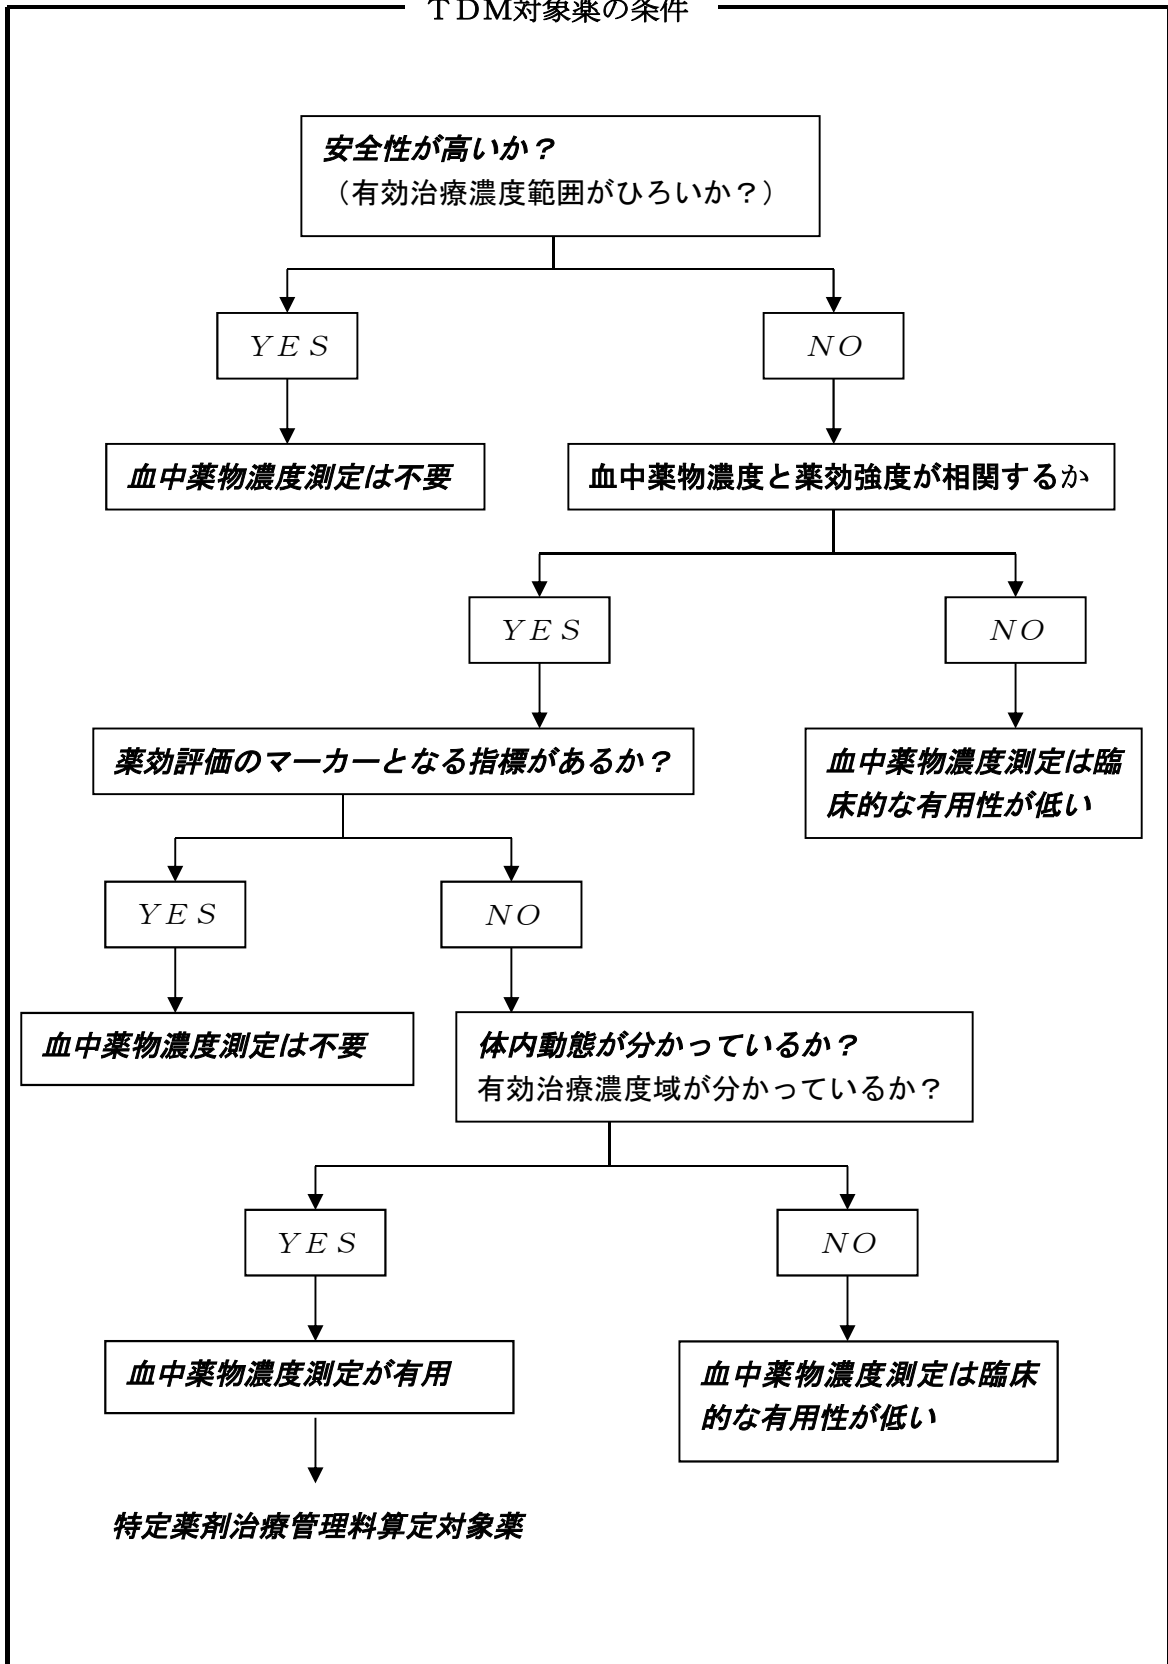 ＴＤＭ対象薬の条件
安全性が高いか？
（有効治療濃度範囲がひろいか？）
ＹＥＳ
ＮＯ
血中薬物濃度測定は不要
血中薬物濃度と薬効強度が相関するか
ＹＥＳ
ＮＯ
薬効評価のマーカーとなる指標があるか？
血中薬物濃度測定は臨
床的な有用性が低い
ＹＥＳ
ＮＯ
血中薬物濃度測定は不要
体内動態が分かっているか？
有効治療濃度域が分かっているか？
ＹＥＳ
ＮＯ
血中薬物濃度測定が有用
血中薬物濃度測定は臨床
的な有用性が低い
特定薬剤治療管理料算定対象薬